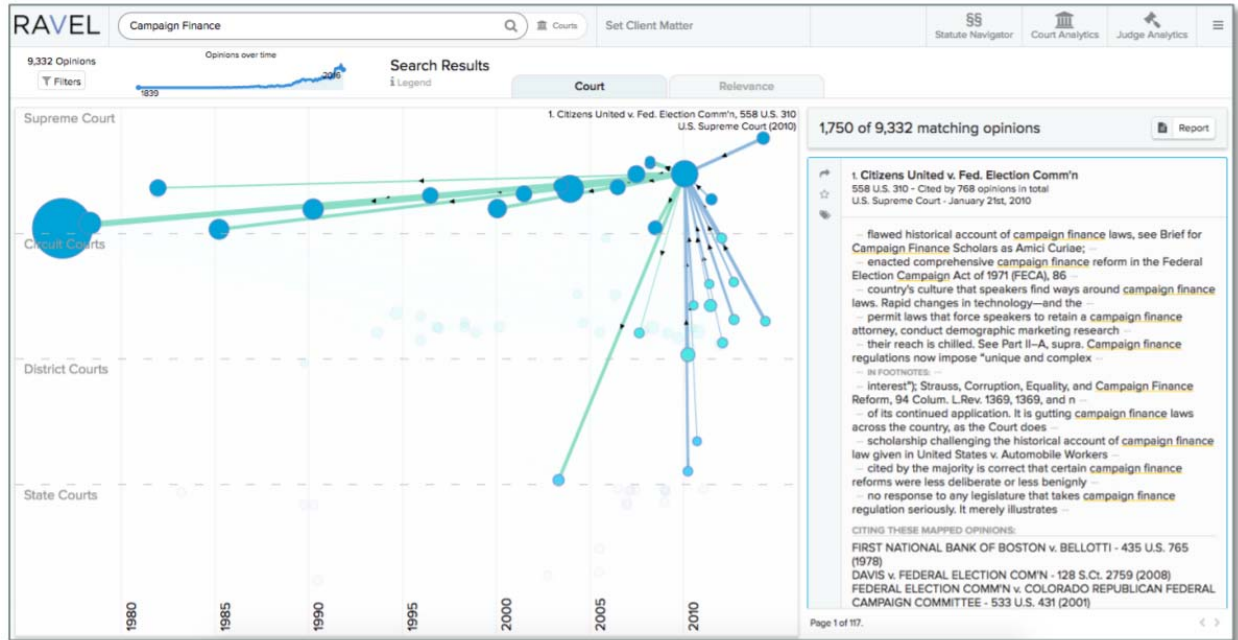 RAVEL
Campaign Finance
Courts
Set Client Matter
§§
Statute Navigator
Court Analytics
Judge Analytics
9,332 Opinions
Filters
Opinions over time
1839
2016
Search Results
i Legend
Court
Relevance
Supreme Court
1. Citizens United v. Fed. Election Comm'n, 558 U.S. 310
U.S. Supreme Court (2010)
Circuit Courts
District Courts
State Courts
1980
1985
1990
1995
2000
2005
2010
1,750 of 9,332 matching opinions
Report
1. Citizens United v. Fed. Election Comm'n
558 U.S. 310 - Cited by 768 opinions in total
U.S. Supreme Court - January 21st, 2010
··· flawed historical account of campaign finance laws, see Brief for
Campaign Finance Scholars as Amici Curiae;
··· enacted comprehensive campaign finance reform in the Federal
Election Campaign Act of 1971 (FECA), 86 ···
··· country's culture that speakers find ways around campaign finance
laws. Rapid changes in technology—and the ···
··· permit laws that force speakers to retain a campaign finance
attorney, conduct demographic marketing research ···
··· their reach is chilled. See Part II–A, supra. Campaign finance
regulations now impose "unique and complex ···
··· IN FOOTNOTES: ···
··· interest"); Strauss, Corruption, Equality, and Campaign Finance
Reform, 94 Colum. L.Rev. 1369, 1369, and n ···
··· of its continued application. It is gutting campaign finance laws
across the country, as the Court does ···
··· scholarship challenging the historical account of campaign finance
law given in United States v. Automobile Workers ···
··· cited by the majority is correct that certain campaign finance
reforms were less deliberate or less benignly ···
··· no response to any legislature that takes campaign finance
regulation seriously. It merely illustrates ···
CITING THESE MAPPED OPINIONS:
FIRST NATIONAL BANK OF BOSTON v. BELLOTTI - 435 U.S. 765
(1978)
DAVIS v. FEDERAL ELECTION COM'N - 128 S.Ct. 2759 (2008)
FEDERAL ELECTION COMM'N v. COLORADO REPUBLICAN FEDERAL
CAMPAIGN COMMITTEE - 533 U.S. 431 (2001)
Page 1 of 117.